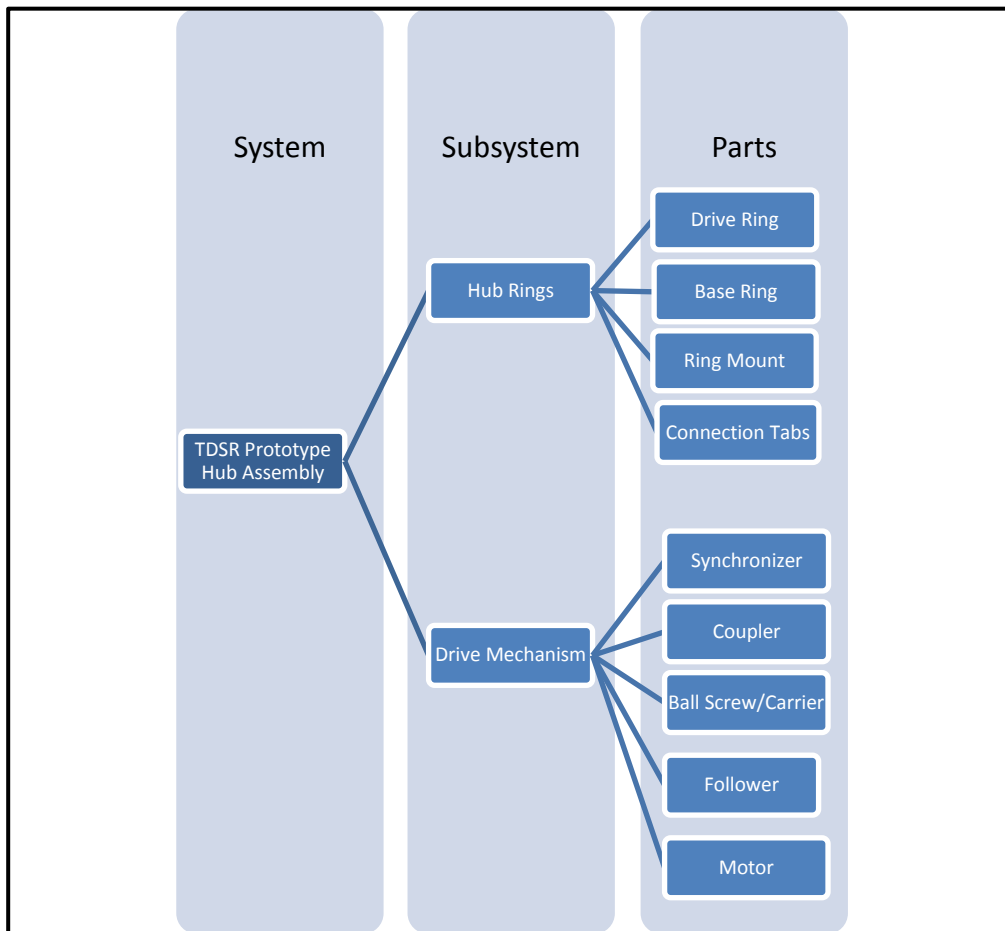 System
Subsystem
Parts
Drive Ring
Hub Rings
Base Ring
Ring Mount
Connection Tabs
TDSR Prototype
Hub Assembly
Synchronizer
Coupler
Drive Mechanism
Ball Screw/Carrier
Follower
Motor